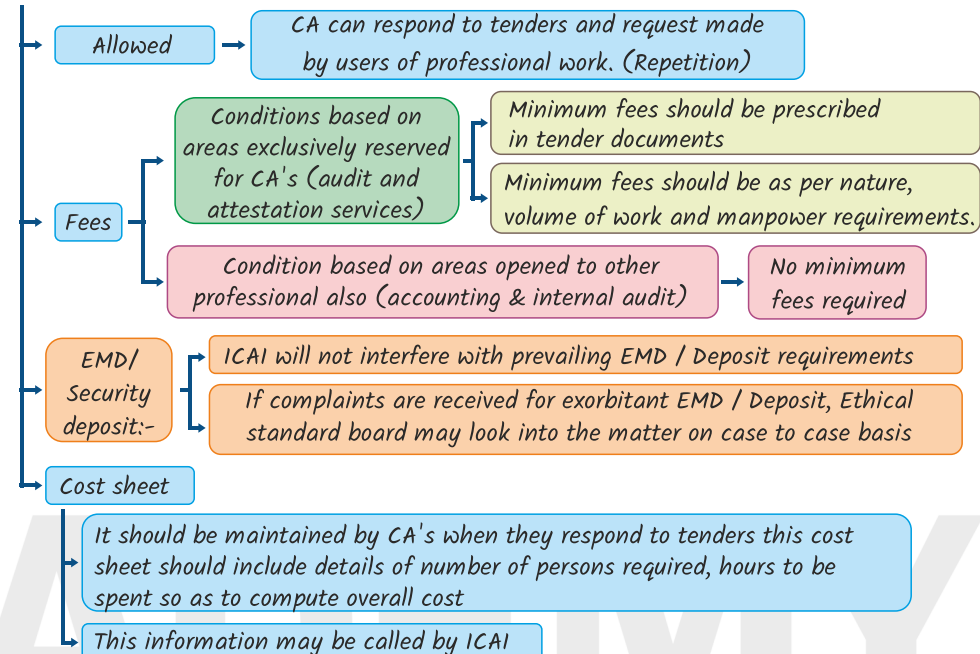 Allowed
CA can respond to tenders and request made
by users of professional work. (Repetition)
Fees
Conditions based on
areas exclusively reserved
for CA's (audit and
attestation services)
Minimum fees should be prescribed
in tender documents
Minimum fees should be as per nature,
volume of work and manpower requirements.
Condition based on areas opened to other
professional also (accounting & internal audit)
No minimum
fees required
EMD/
Security
deposit:-
ICAI will not interfere with prevailing EMD / Deposit requirements
If complaints are received for exorbitant EMD / Deposit, Ethical
standard board may look into the matter on case to case basis
Cost sheet
It should be maintained by CA's when they respond to tenders this cost
sheet should include details of number of persons required, hours to be
spent so as to compute overall cost
This information may be called by ICAI